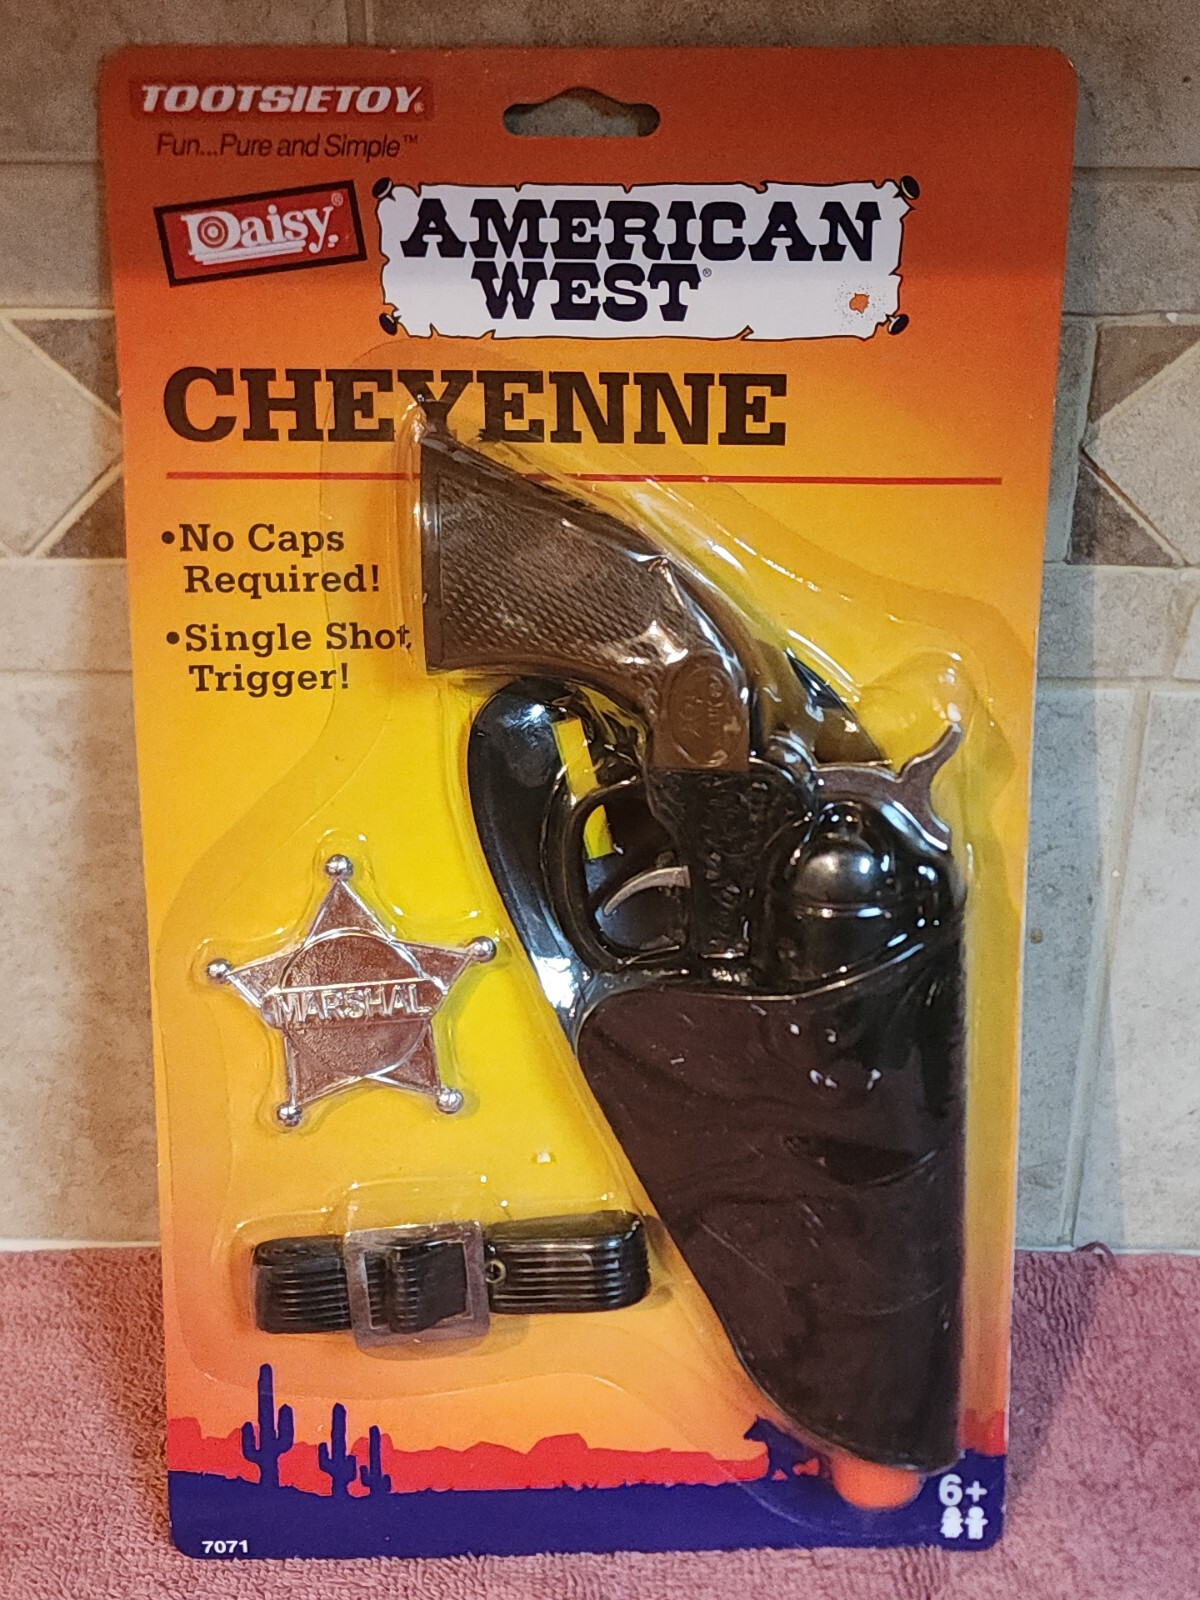 TOOTSIETOY®
Fun...Pure and Simple™
Daisy®
AMERICAN
WEST®
CHEYENNE
•No Caps
Required!
•Single Shot
Trigger!
MARSHAL
6+
7071